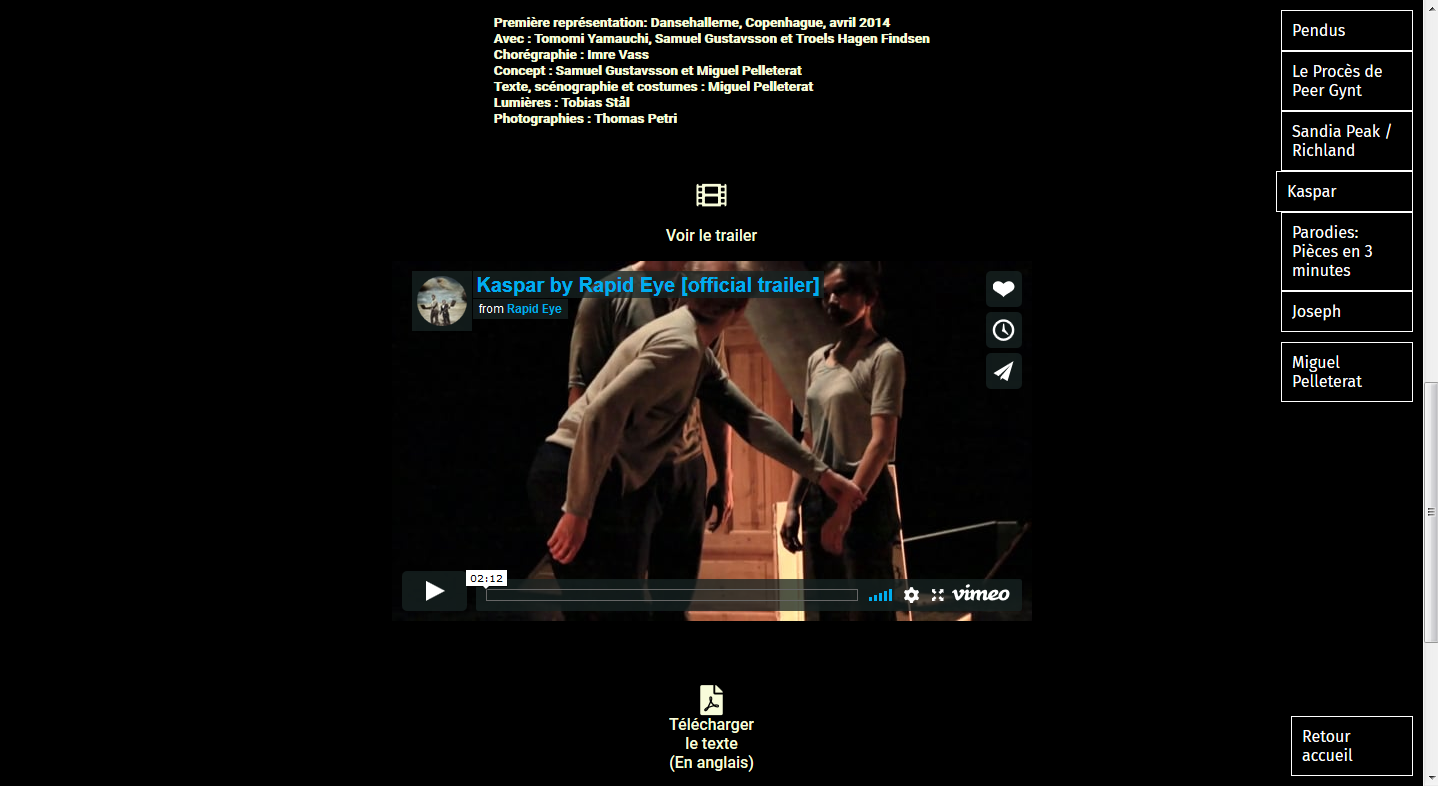 Première représentation: Dansehallerne, Copenhague, avril 2014
Avec : Tomomi Yamauchi, Samuel Gustavsson et Troels Hagen Findsen
Chorégraphie : Imre Vass
Concept : Samuel Gustavsson et Miguel Pelleterat
Texte, scénographie et costumes : Miguel Pelleterat
Lumières : Tobias Stål
Photographies : Thomas Petri
Voir le trailer
Kaspar by Rapid Eye [official trailer]
from Rapid Eye
02:12
vimeo
Télécharger
le texte
(En anglais)
Pendus
Le Procès de
Peer Gynt
Sandia Peak /
Richland
Kaspar
Parodies:
Pièces en 3
minutes
Joseph
Miguel
Pelleterat
Retour
accueil